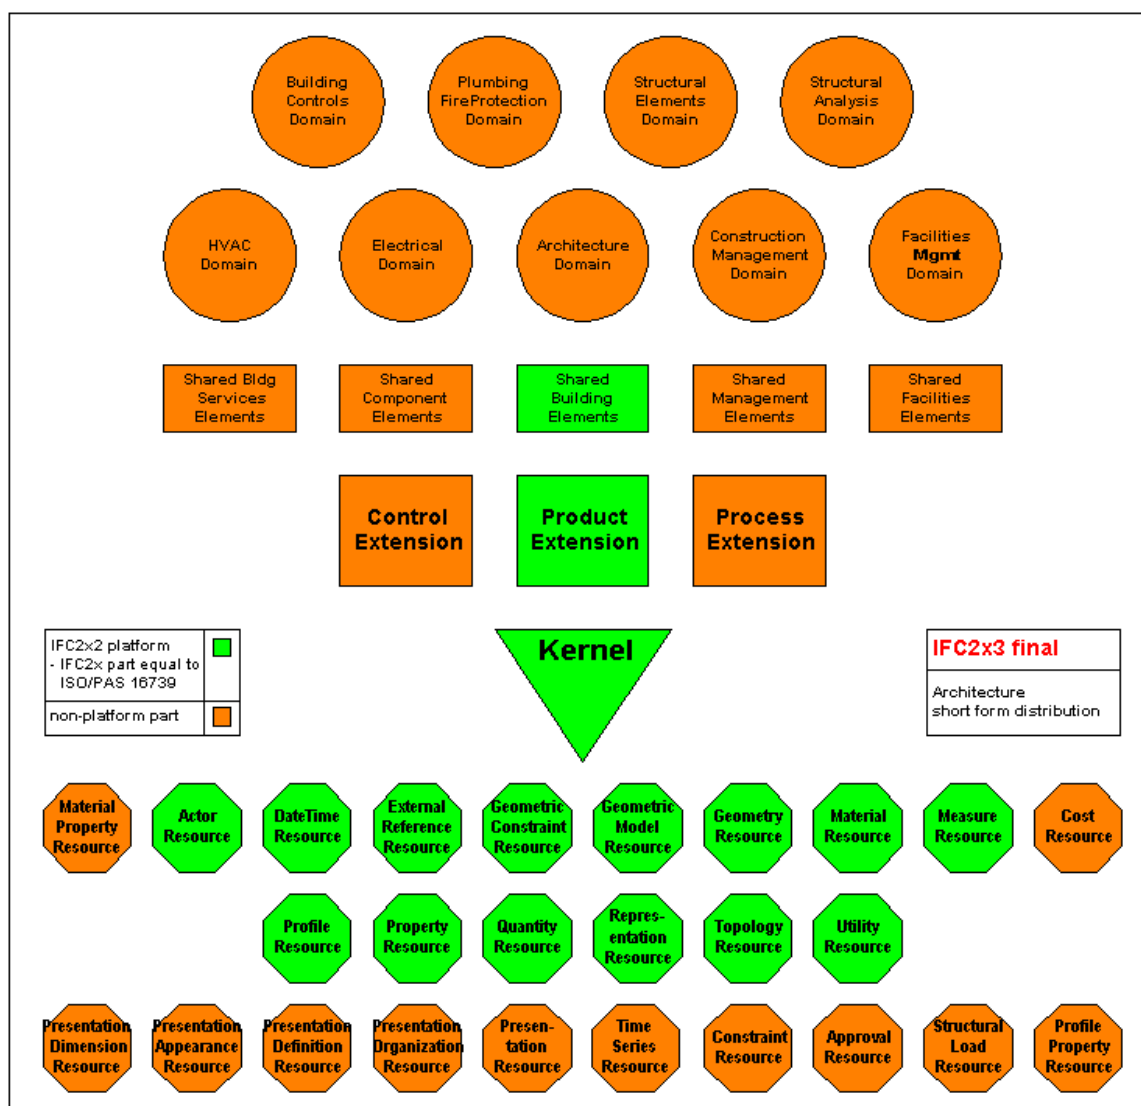 Building
Controls
Domain
Plumbing
FireProtection
Domain
Structural
Elements
Domain
Structural
Analysis
Domain
HVAC
Domain
Electrical
Domain
Architecture
Domain
Construction
Management
Domain
Facilities
Mgmt
Domain
Shared Bldg
Services
Elements
Shared
Component
Elements
Shared
Building
Elements
Shared
Management
Elements
Shared
Facilities
Elements
Control
Extension
Product
Extension
Process
Extension
IFC2x2 platform
- IFC2x part equal to
ISO/PAS 16739
non-platform part
Kernel
IFC2x3 final
Architecture
short form distribution
Material
Property
Resource
Actor
Resource
DateTime
Resource
External
Reference
Resource
Geometric
Constraint
Resource
Geometric
Model
Resource
Geometry
Resource
Material
Resource
Measure
Resource
Cost
Resource
Profile
Resource
Property
Resource
Quantity
Resource
Repres-
entation
Resource
Topology
Resource
Utility
Resource
Presentation
Dimension
Resource
Presentation
Appearance
Resource
Presentation
Definition
Resource
Presentation
Organization
Resource
Presen-
tation
Resource
Time
Series
Resource
Constraint
Resource
Approval
Resource
Structural
Load
Resource
Profile
Property
Resource